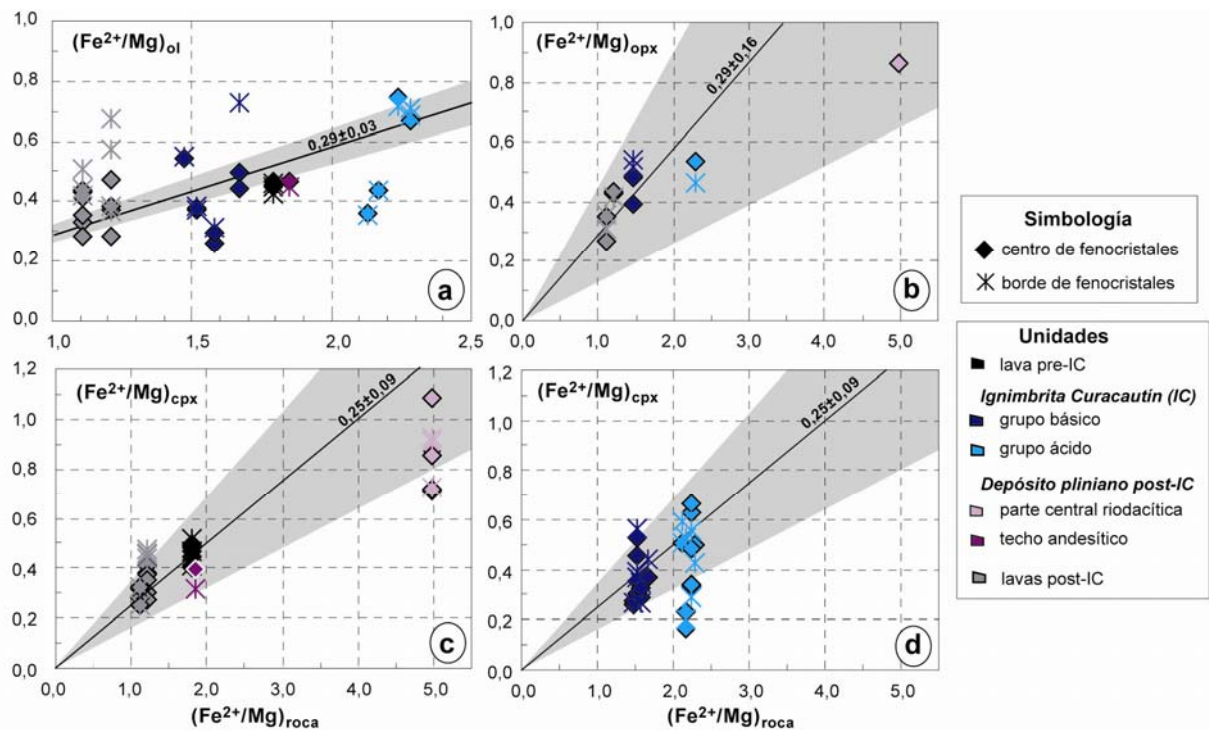 (Fe²⁺/Mg)ol
0,29±0,03
a
1,0
0,8
0,6
0,4
0,2
0,0
1,0
1,5
2,0
2,5
(Fe²⁺/Mg)opx
0,29±0,16
b
1,0
0,8
0,6
0,4
0,2
0,0
0,0
1,0
2,0
3,0
4,0
5,0
Simbología
centro de fenocristales
borde de fenocristales
Unidades
lava pre-IC
Ignimbrita Curacautín (IC)
grupo básico
grupo ácido
Depósito pliniano post-IC
parte central riodacítica
techo andesítico
lavas post-IC
(Fe²⁺/Mg)cpx
0,25±0,09
c
1,2
1,0
0,8
0,6
0,4
0,2
0,0
0,0
1,0
2,0
3,0
4,0
5,0
(Fe²⁺/Mg)roca
(Fe²⁺/Mg)cpx
0,25±0,09
d
1,2
1,0
0,8
0,6
0,4
0,2
0,0
0,0
1,0
2,0
3,0
4,0
5,0
(Fe²⁺/Mg)roca